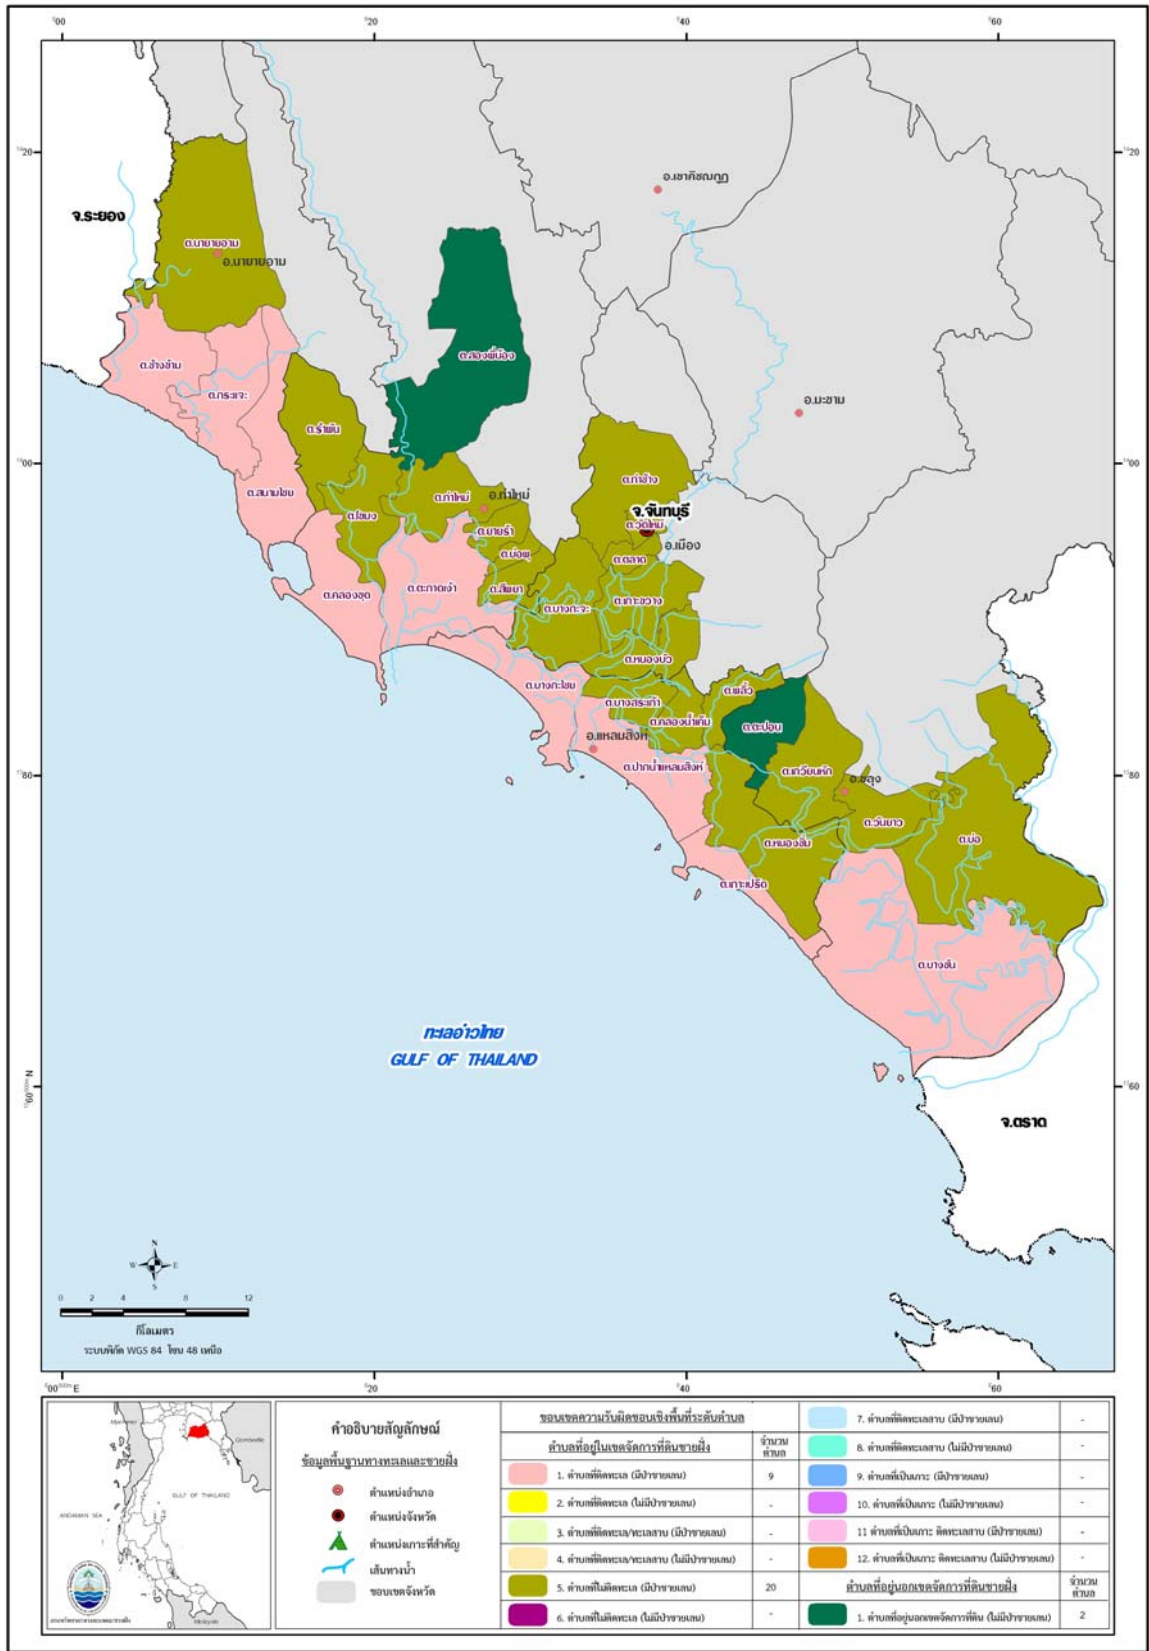 00
20
40
60
20
20
อ.เขาคิชฌกูฏ
จ.ระยอง
ต.นายายอาม
อ.นายายอาม
ต.สองพี่น้อง
ต.ช้างข้าม
ต.กระแจะ
อ.มะขาม
ต.รำพัน
00
00
ต.สนามไชย
ต.ท่าใหม่
อ.ท่าใหม่
ต.ท่าช้าง
จ.จันทบุรี
ต.วัดใหม่
ต.โขมง
ต.ยายร้า
อ.เมือง
ต.บ่อพุ
ต.ตลาด
ต.คลองขุด
ต.ตะกาดเง้า
ต.สีพยา
ต.บางกะจะ
ต.เกาะขวาง
ต.หนองบัว
ต.บางกะไชย
ต.พลิ้ว
ต.บางสระเก้า
ต.คลองน้ำเค็ม
ต.ตะปอน
อ.แหลมสิงห์
ต.ปากน้ำแหลมสิงห์
ต.เกวียนหัก
80
80
อ.ขลุง
ต.วันยาว
ต.หนองชิ่ม
ต.บ่อ
ต.เกาะเปริด
ต.บางชัน
ทะเลอ่าวไทย
GULF OF THAILAND
60
N
60
จ.ตราด
N
W E
S
0 2 4 8 12
กิโลเมตร
ระบบพิกัด WGS 84 โซน 48 เหนือ
00 E
20
40
60
Myanmar
Cambodia
GULF OF THAILAND
ANDAMAN SEA
Malaysia
กรมทรัพยากรทางทะเลและชายฝั่ง
คำอธิบายสัญลักษณ์
ข้อมูลพื้นฐานทางทะเลและชายฝั่ง
ตำแหน่งอำเภอ
ตำแหน่งจังหวัด
ตำแหน่งเกาะที่สำคัญ
เส้นทางน้ำ
ขอบเขตจังหวัด
ขอบเขตความรับผิดชอบเชิงพื้นที่ระดับตำบล
ตำบลที่อยู่ในเขตจัดการที่ดินชายฝั่ง จำนวนตำบล
1. ตำบลที่ติดทะเล (มีป่าชายเลน) 9
2. ตำบลที่ติดทะเล (ไม่มีป่าชายเลน) -
3. ตำบลที่ติดทะเล/ทะเลสาบ (มีป่าชายเลน) -
4. ตำบลที่ติดทะเล/ทะเลสาบ (ไม่มีป่าชายเลน) -
5. ตำบลที่ไม่ติดทะเล (มีป่าชายเลน) 20
6. ตำบลที่ไม่ติดทะเล (ไม่มีป่าชายเลน) -
7. ตำบลที่ติดทะเลสาบ (มีป่าชายเลน) -
8. ตำบลที่ติดทะเลสาบ (ไม่มีป่าชายเลน) -
9. ตำบลที่เป็นเกาะ (มีป่าชายเลน) -
10. ตำบลที่เป็นเกาะ (ไม่มีป่าชายเลน) -
11 ตำบลที่เป็นเกาะ ติดทะเลสาบ (มีป่าชายเลน) -
12. ตำบลที่เป็นเกาะ ติดทะเลสาบ (ไม่มีป่าชายเลน) -
ตำบลที่อยู่นอกเขตจัดการที่ดินชายฝั่ง จำนวนตำบล
1. ตำบลที่อยู่นอกเขตจัดการที่ดิน (ไม่มีป่าชายเลน) 2